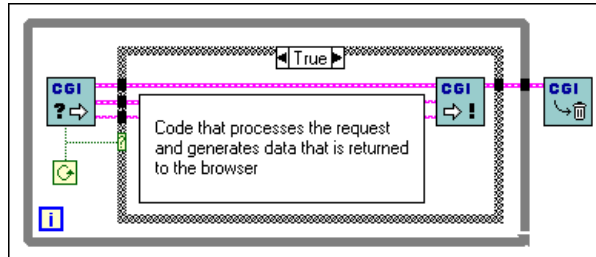 True
CGI
CGI
CGI
?
!
Code that processes the request
and generates data that is returned
to the browser
?
i